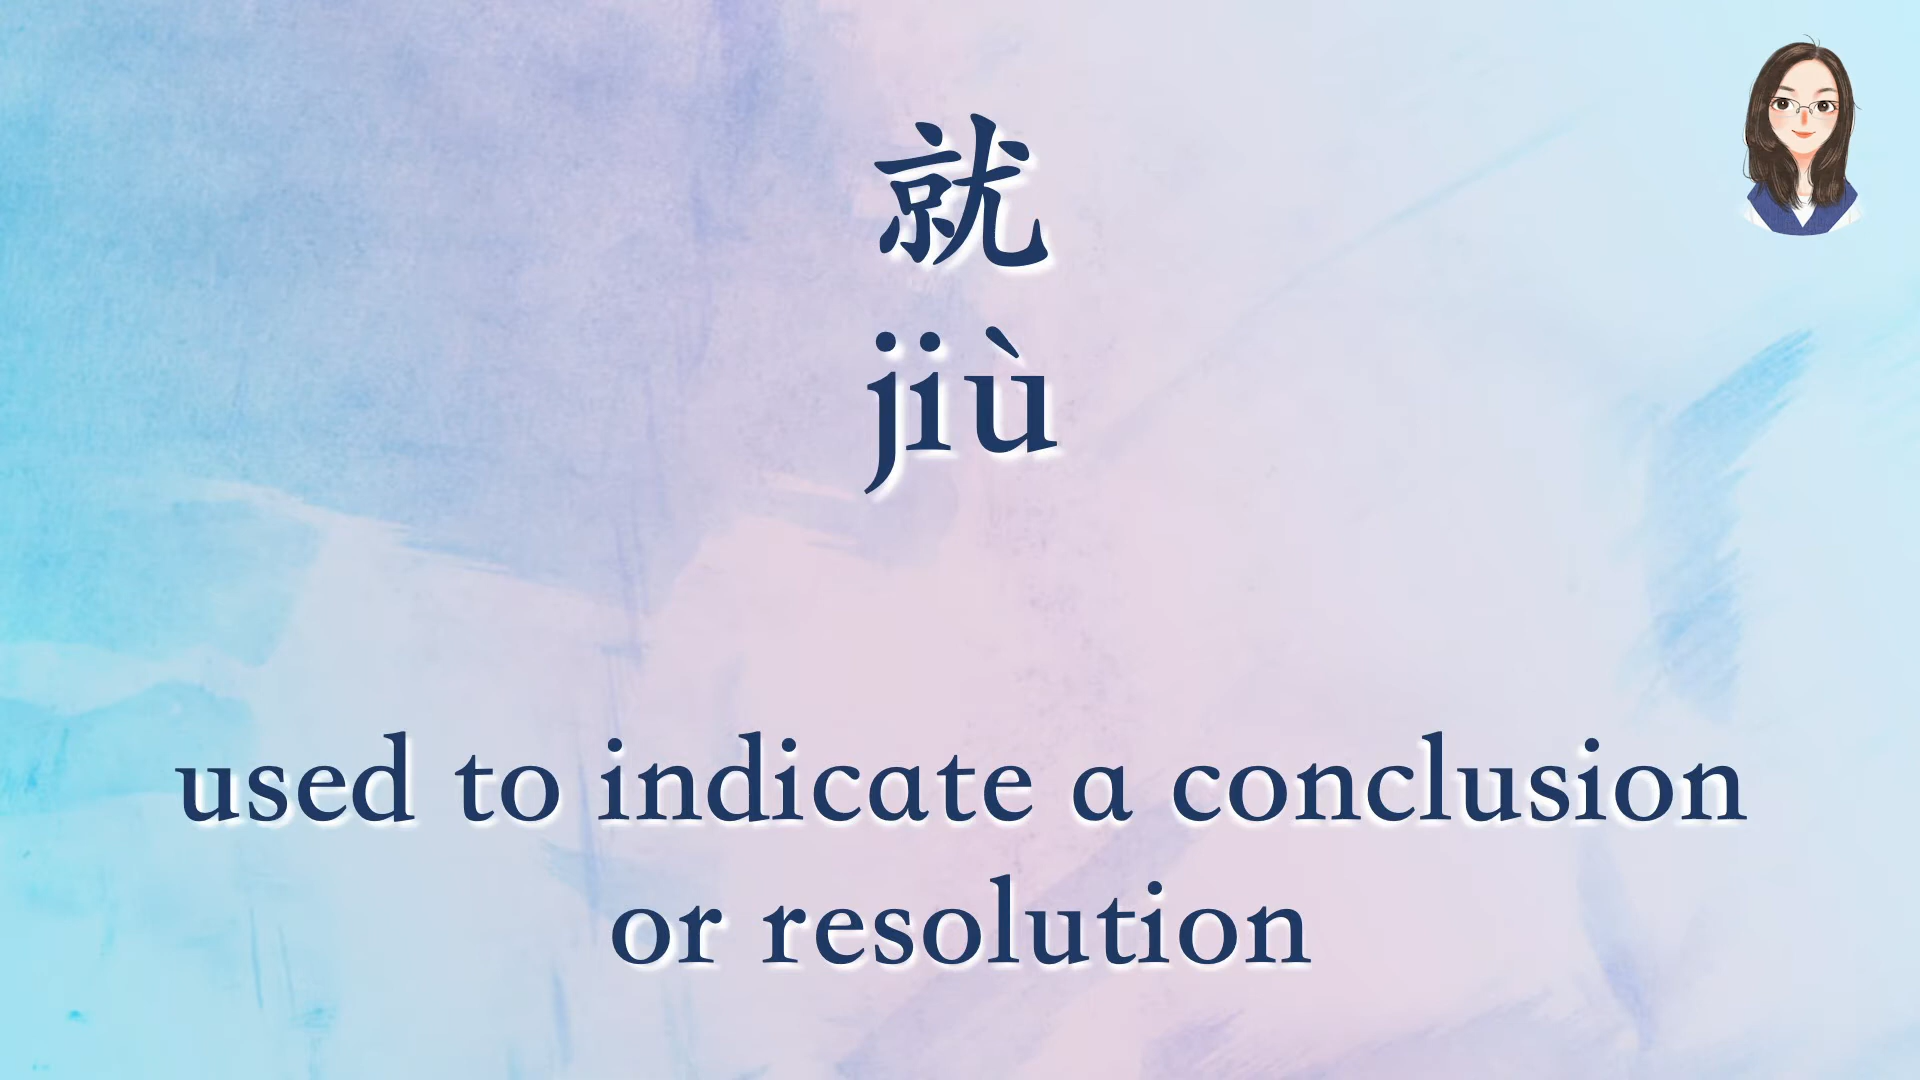 就
jiù
used to indicate a conclusion
or resolution